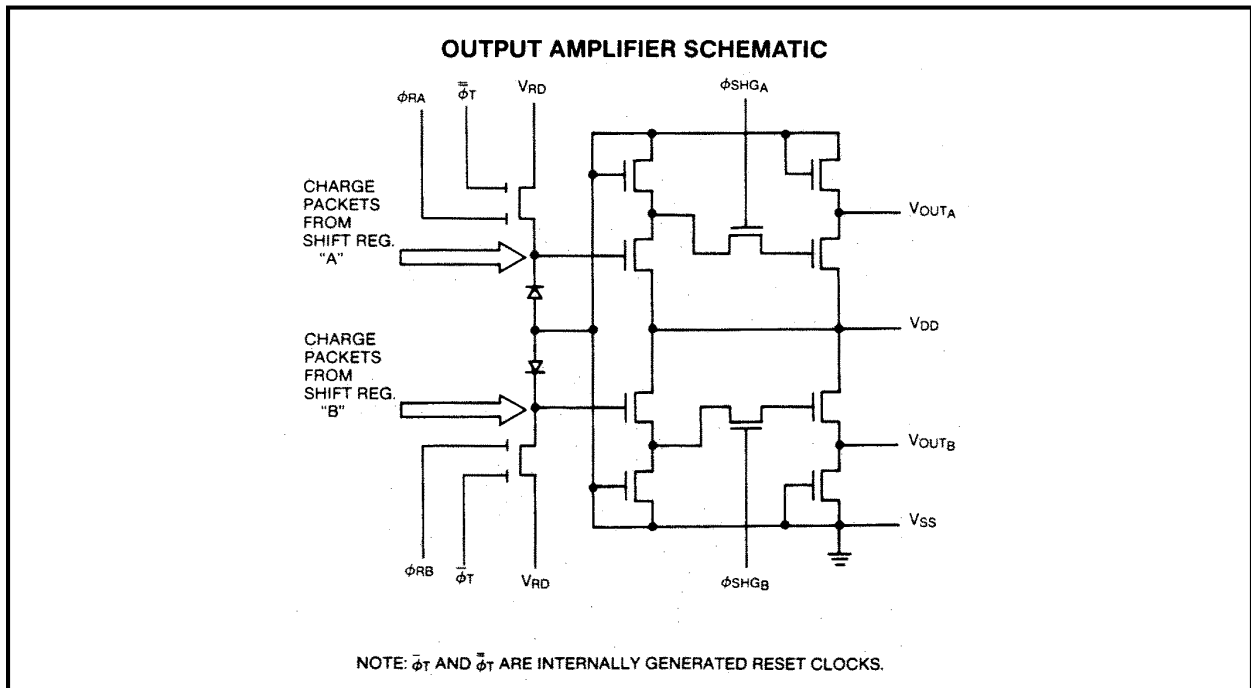 OUTPUT AMPLIFIER SCHEMATIC
ϕRA
ϕ̿T
VRD
ϕSHGA
CHARGE
PACKETS
FROM
SHIFT REG.
"A"
VOUTA
VDD
CHARGE
PACKETS
FROM
SHIFT REG.
"B"
VOUTB
VSS
ϕRB
ϕ̅T
VRD
ϕSHGB
NOTE: ϕ̅T AND ϕ̿T ARE INTERNALLY GENERATED RESET CLOCKS.